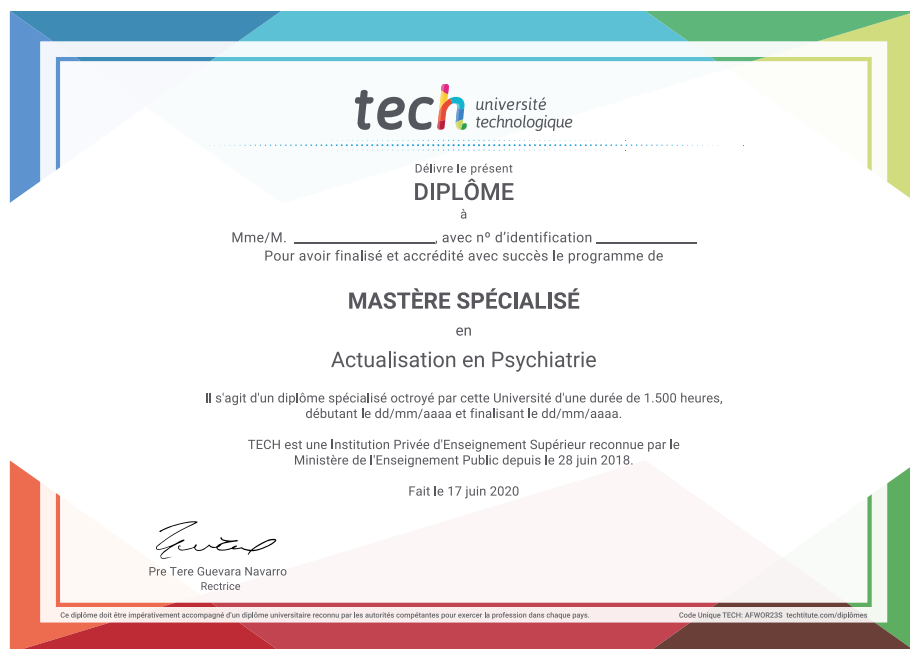 tech université
technologique
Délivre le présent
DIPLÔME
à
Mme/M. ____________________, avec nº d'identification ______________
Pour avoir finalisé et accrédité avec succès le programme de
MASTÈRE SPÉCIALISÉ
en
Actualisation en Psychiatrie
Il s'agit d'un diplôme spécialisé octroyé par cette Université d'une durée de 1.500 heures,
débutant le dd/mm/aaaa et finalisant le dd/mm/aaaa.
TECH est une Institution Privée d'Enseignement Supérieur reconnue par le
Ministère de l'Enseignement Public depuis le 28 juin 2018.
Fait le 17 juin 2020
Pre Tere Guevara Navarro
Rectrice
Ce diplôme doit être impérativement accompagné d'un diplôme universitaire reconnu par les autorités compétantes pour exercer la profession dans chaque pays.
Code Unique TECH: AFWOR23S techtitute.com/diplômes